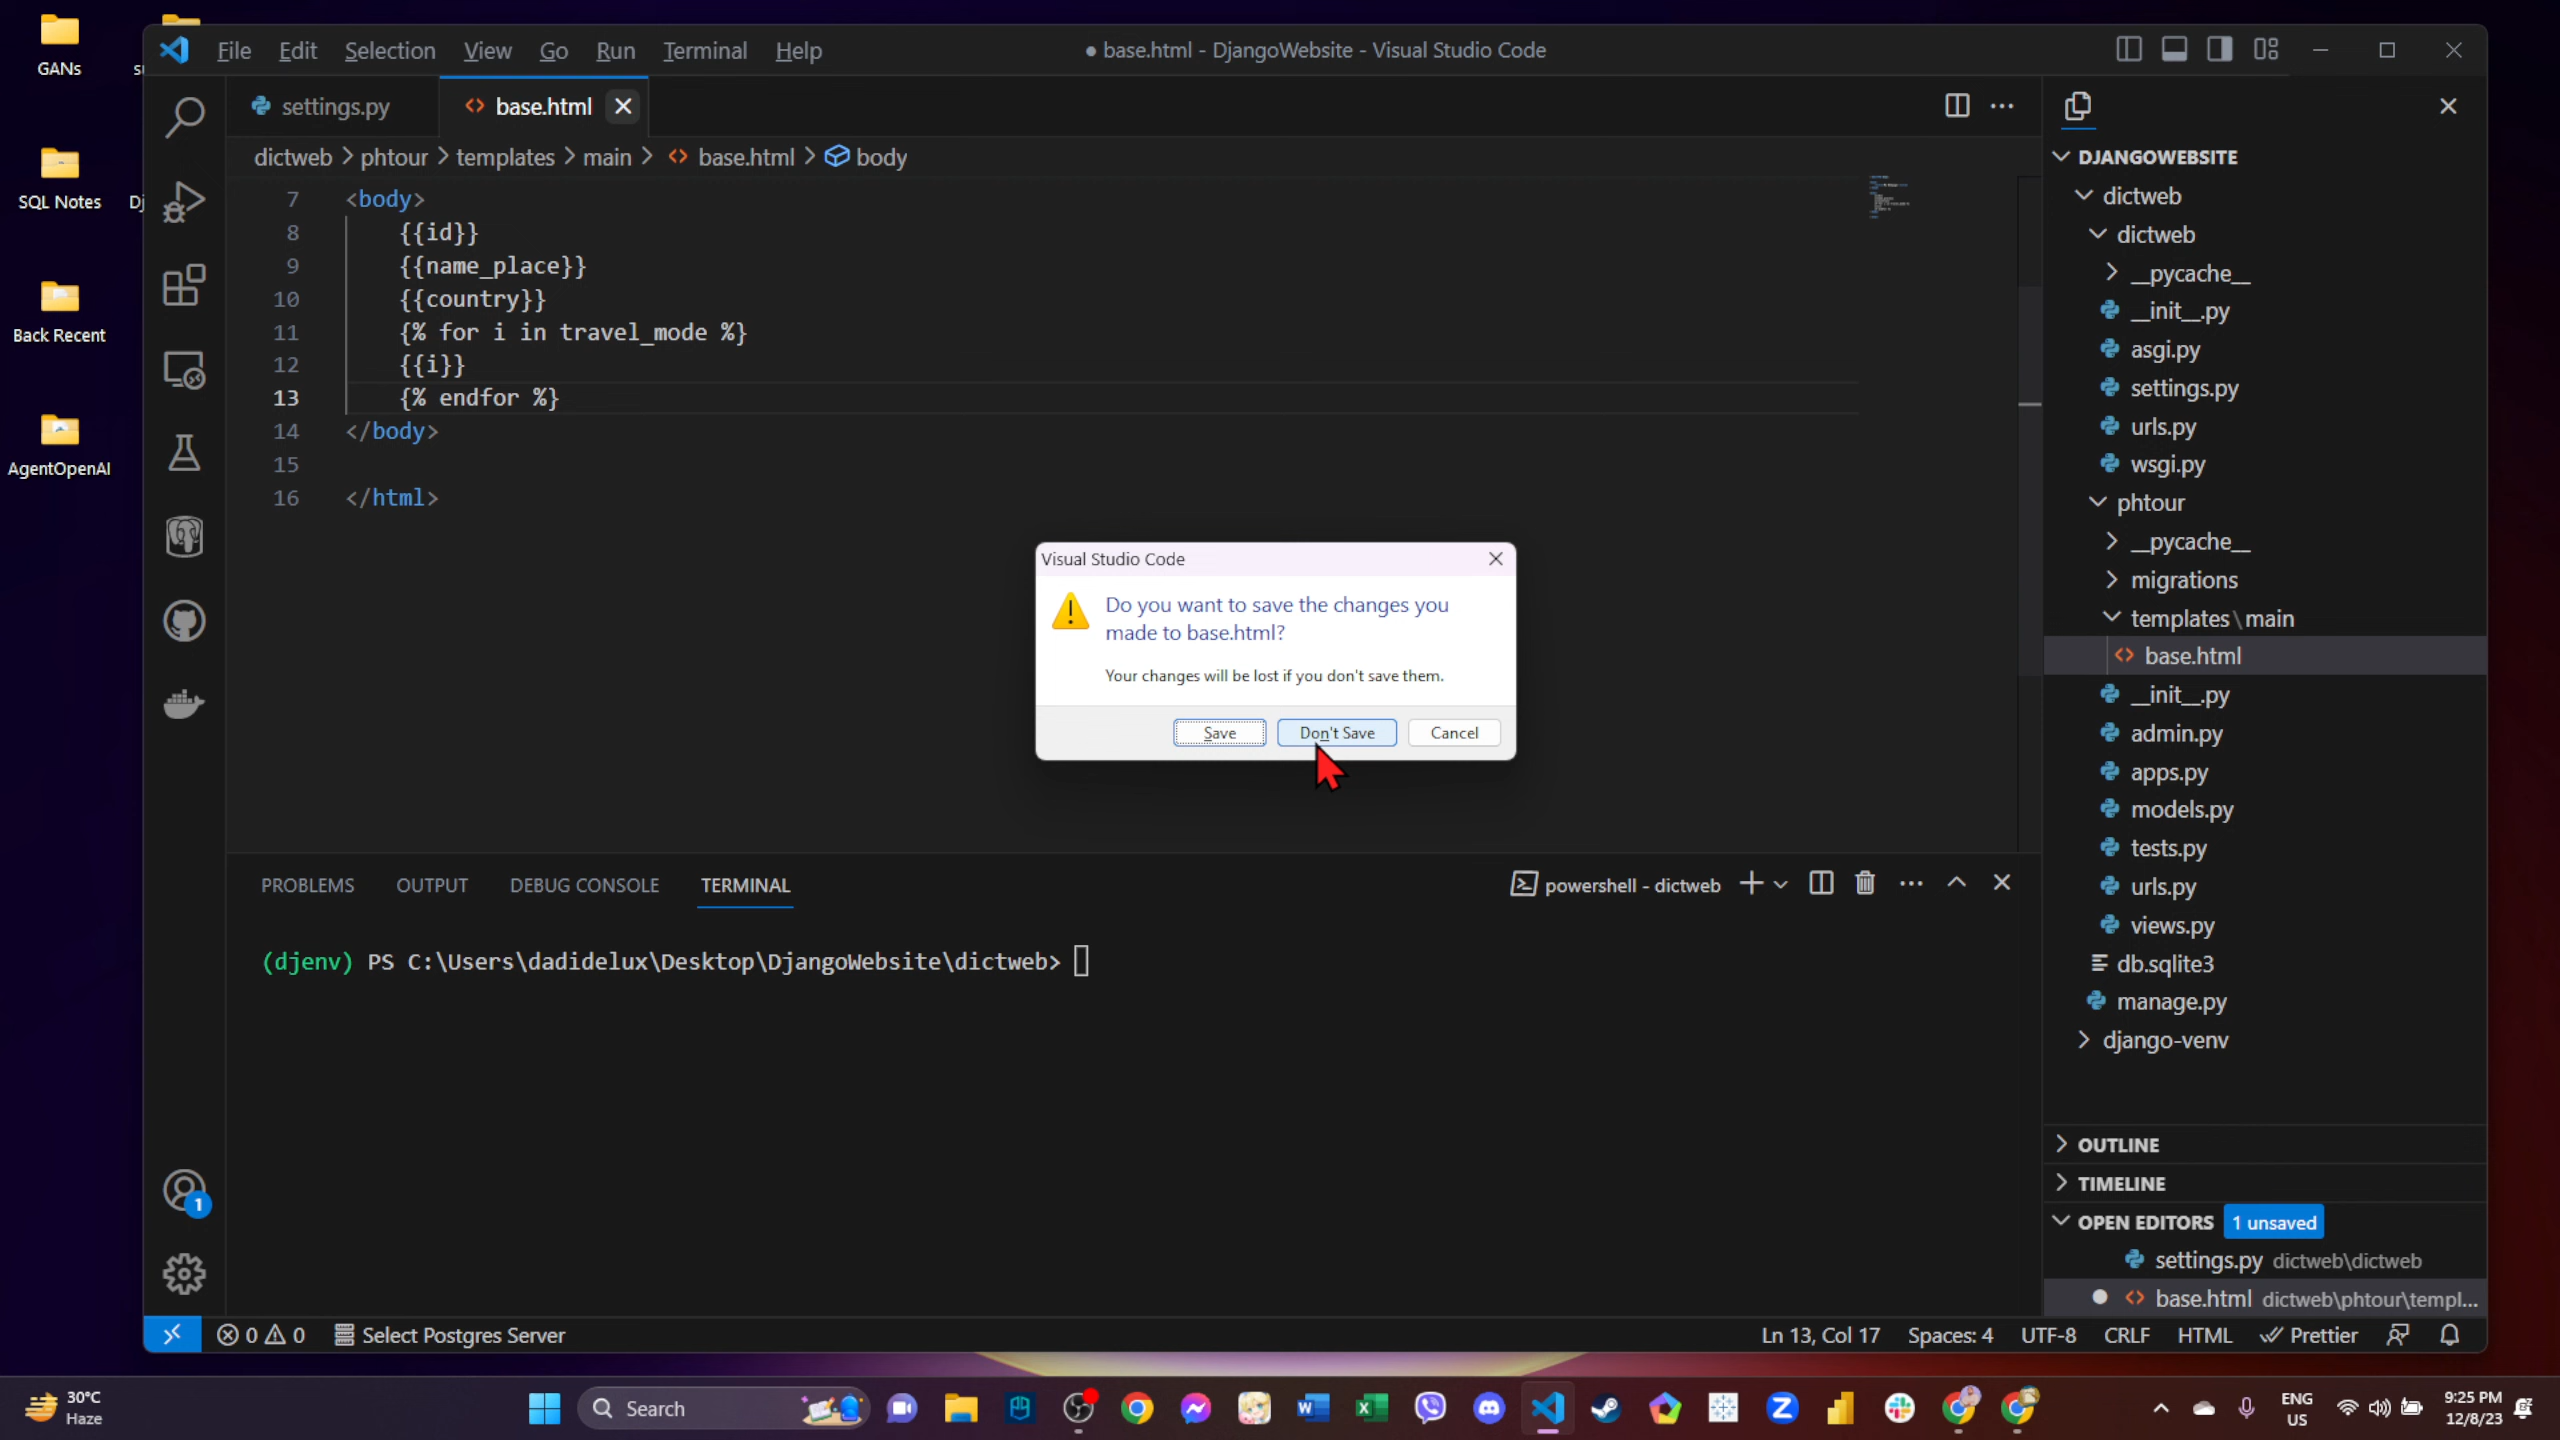 GANs
SQL Notes
Back Recent
AgentOpenAI
File Edit Selection View Go Run Terminal Help
● base.html - DjangoWebsite - Visual Studio Code
settings.py
base.html
dictweb > phtour > templates > main > base.html > body
7 <body>
8 {{id}}
9 {{name_place}}
10 {{country}}
11 {% for i in travel_mode %}
12 {{i}}
13 {% endfor %}
14 </body>
15
16 </html>
Visual Studio Code
Do you want to save the changes you
made to base.html?
Your changes will be lost if you don't save them.
Save
Don't Save
Cancel
PROBLEMS OUTPUT DEBUG CONSOLE TERMINAL
powershell - dictweb
(djenv) PS C:\Users\dadidelux\Desktop\DjangoWebsite\dictweb>
DJANGOWEBSITE
dictweb
dictweb
__pycache__
__init__.py
asgi.py
settings.py
urls.py
wsgi.py
phtour
__pycache__
migrations
templates\main
base.html
__init__.py
admin.py
apps.py
models.py
tests.py
urls.py
views.py
db.sqlite3
manage.py
django-venv
OUTLINE
TIMELINE
OPEN EDITORS 1 unsaved
settings.py dictweb\dictweb
base.html dictweb\phtour\templ...
1
0 0 Select Postgres Server
Ln 13, Col 17 Spaces: 4 UTF-8 CRLF HTML Prettier
30°C
Haze
Search
ENG
US
9:25 PM
12/8/23